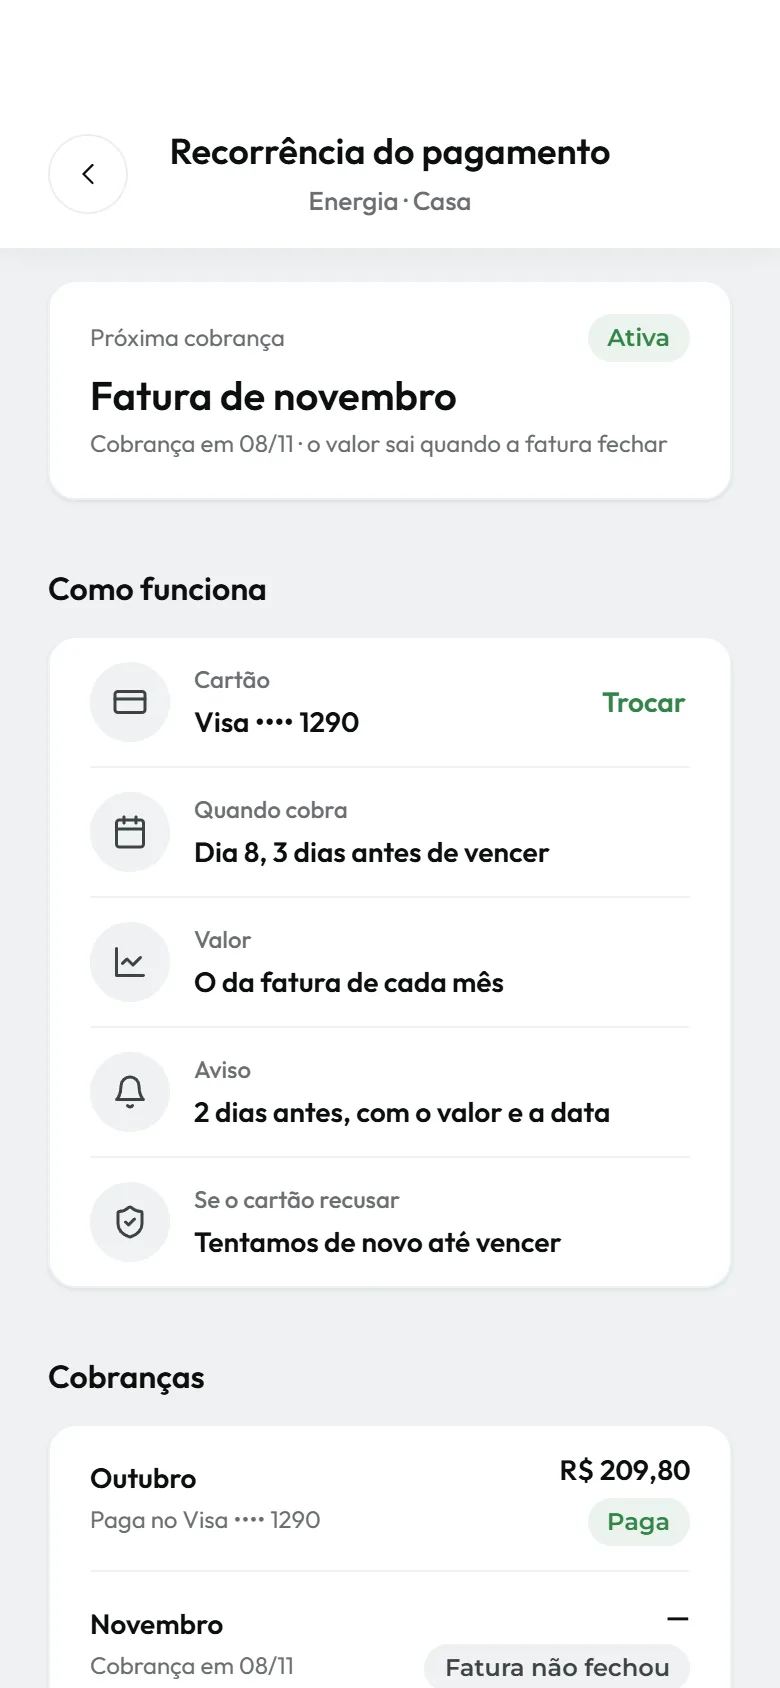 Recorrência do pagamento
Energia · Casa
Próxima cobrança
Ativa
Fatura de novembro
Cobrança em 08/11 · o valor sai quando a fatura fechar
Como funciona
Cartão
Visa •••• 1290
Trocar
Quando cobra
Dia 8, 3 dias antes de vencer
Valor
O da fatura de cada mês
Aviso
2 dias antes, com o valor e a data
Se o cartão recusar
Tentamos de novo até vencer
Cobranças
Outubro
R$ 209,80
Paga no Visa •••• 1290
Paga
Novembro
—
Cobrança em 08/11
Fatura não fechou